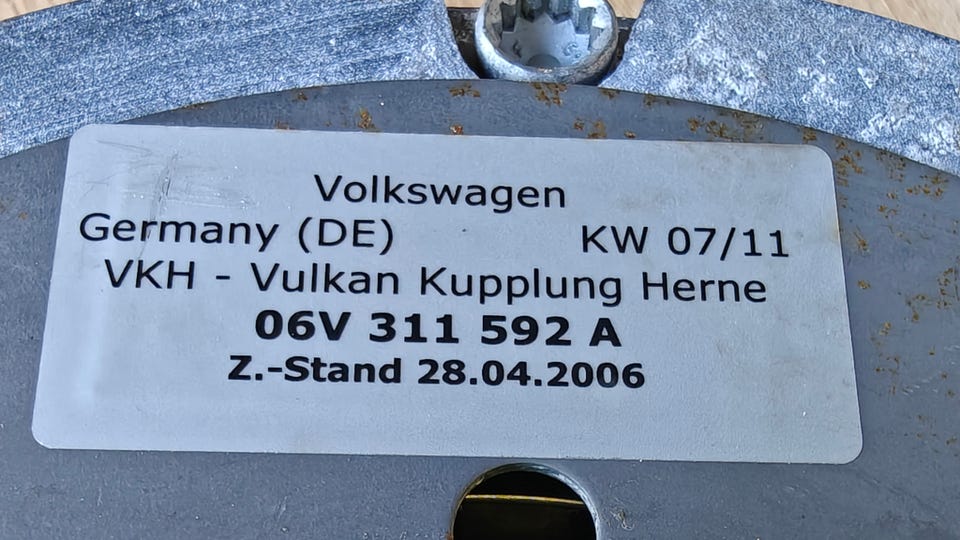 Volkswagen
Germany (DE) KW 07/11
VKH - Vulkan Kupplung Herne
06V 311 592 A
Z.-Stand 28.04.2006